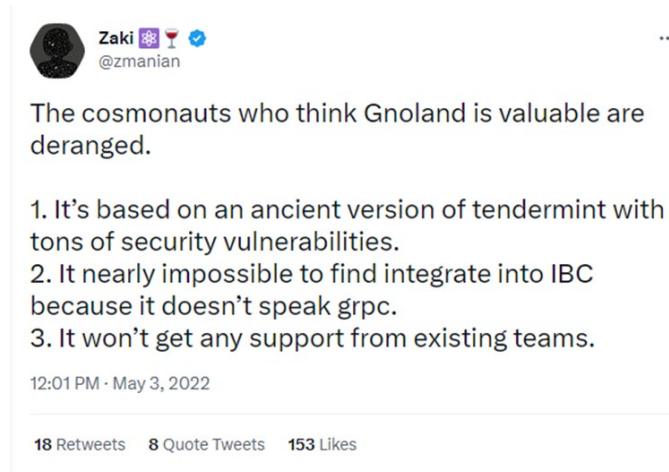 Zaki ⚛️🍷
@zmanian
The cosmonauts who think Gnoland is valuable are
deranged.
1. It’s based on an ancient version of tendermint with
tons of security vulnerabilities.
2. It nearly impossible to find integrate into IBC
because it doesn’t speak grpc.
3. It won’t get any support from existing teams.
12:01 PM · May 3, 2022
18 Retweets 8 Quote Tweets 153 Likes